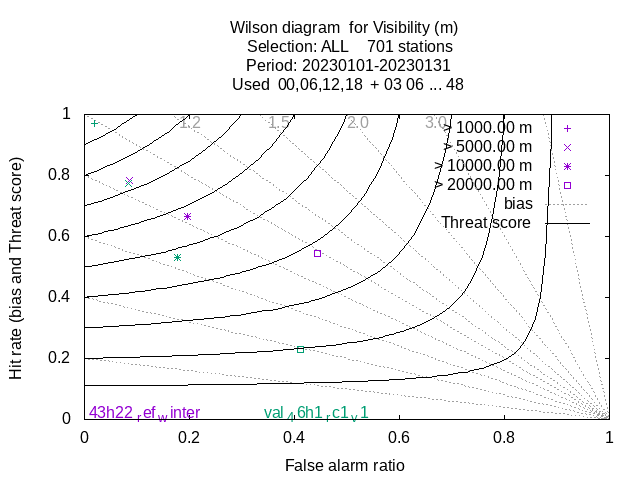 Wilson diagram  for Visibility (m)
Selection: ALL    701 stations
Period: 20230101-20230131
Used  00,06,12,18  + 03 06 ... 48
Hit rate (bias and Threat score)
1
0.8
0.6
0.4
0.2
0
1.2
1.5
2.0
3.0
> 1000.00 m
> 5000.00 m
> 10000.00 m
> 20000.00 m
bias
Threat score
43h22refwinter
val46h1rc1v1
0
0.2
0.4
0.6
0.8
1
False alarm ratio